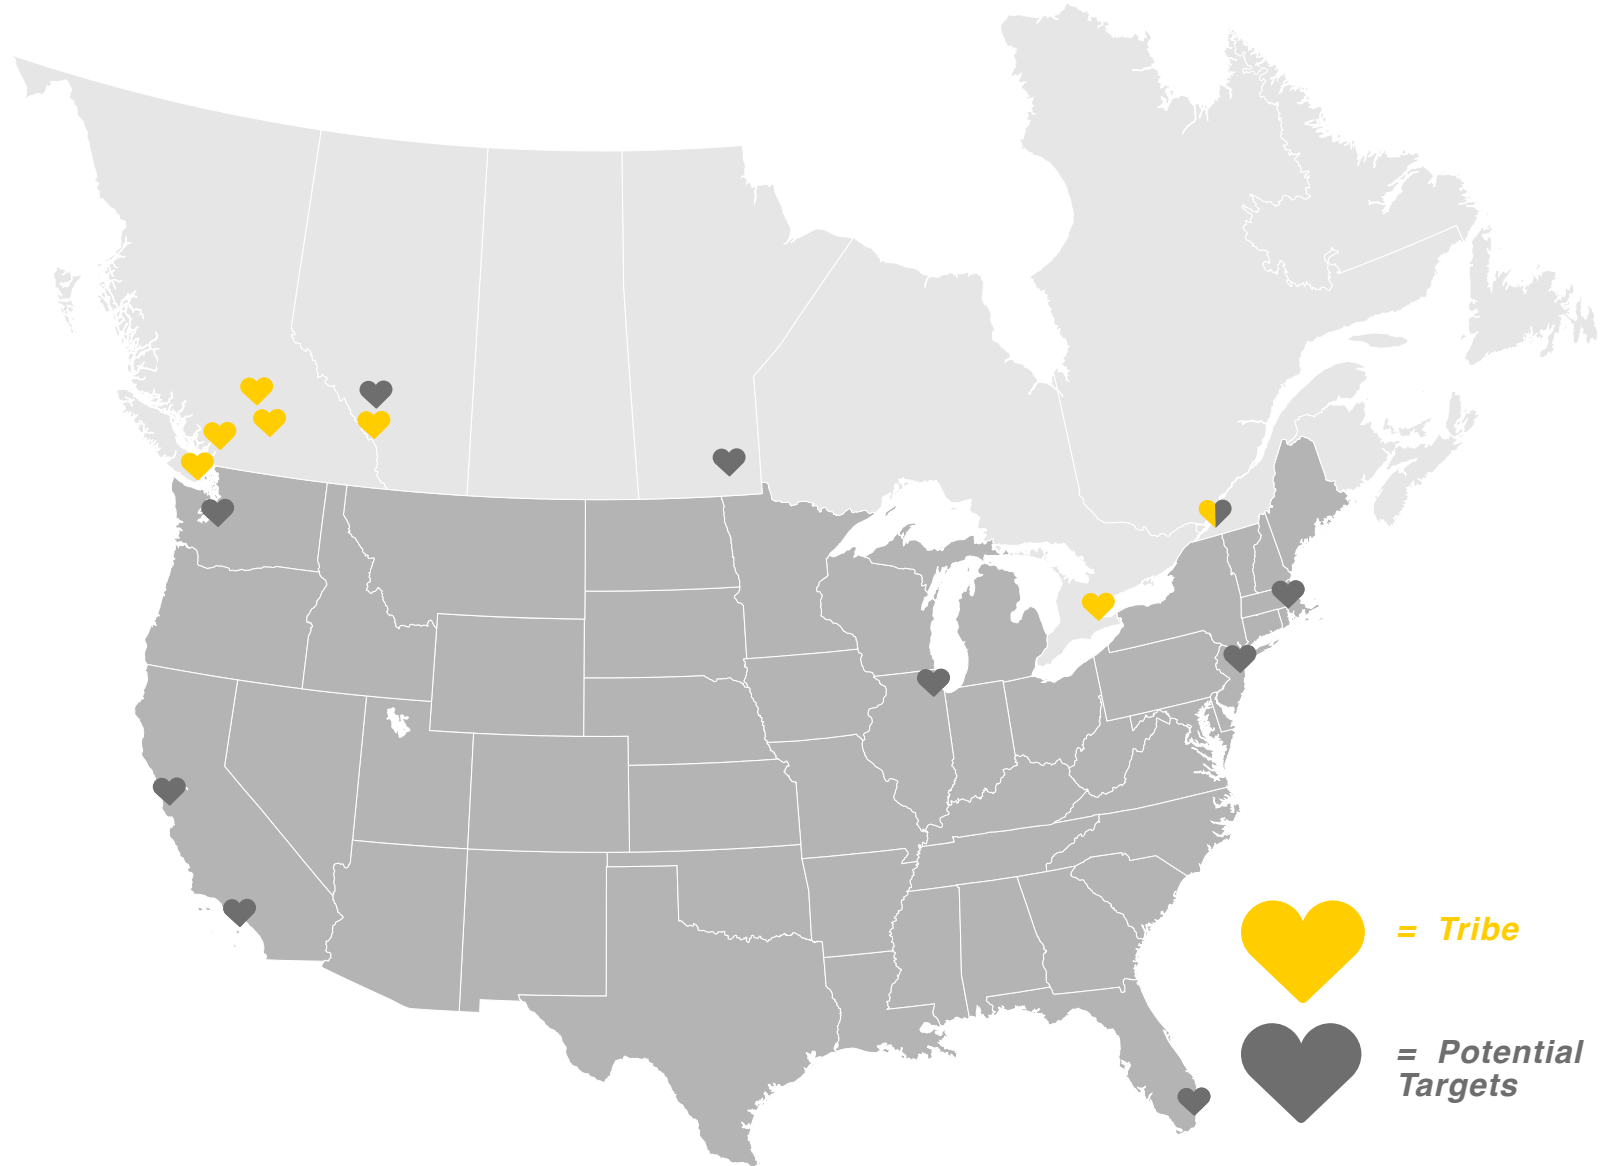 = Tribe
= Potential
Targets